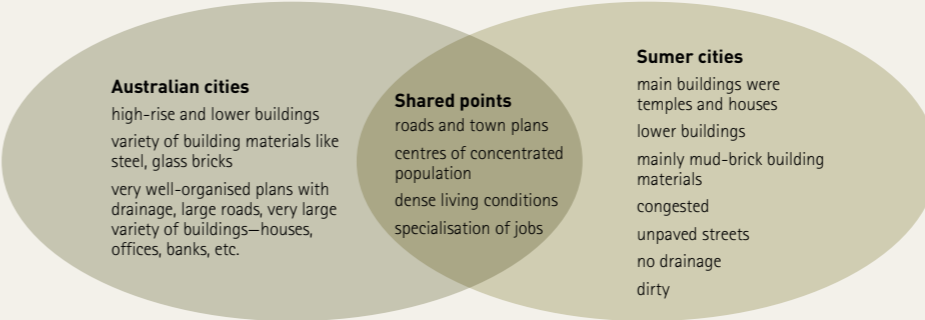 Australian cities
high-rise and lower buildings
variety of building materials like
steel, glass bricks
very well-organised plans with
drainage, large roads, very large
variety of buildings—houses,
offices, banks, etc.
Shared points
roads and town plans
centres of concentrated
population
dense living conditions
specialisation of jobs
Sumer cities
main buildings were
temples and houses
lower buildings
mainly mud-brick building
materials
congested
unpaved streets
no drainage
dirty